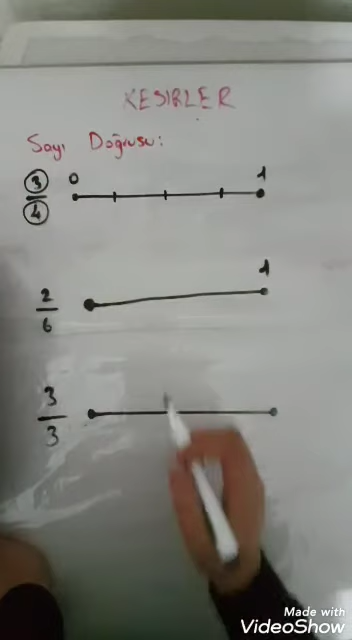 KESİRLER
Sayı Doğrusu:
3/4 0 1
2/6 1
3/3
Made with
VideoShow